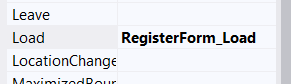 Leave
Load RegisterForm_Load
LocationChange
MaximizedBour